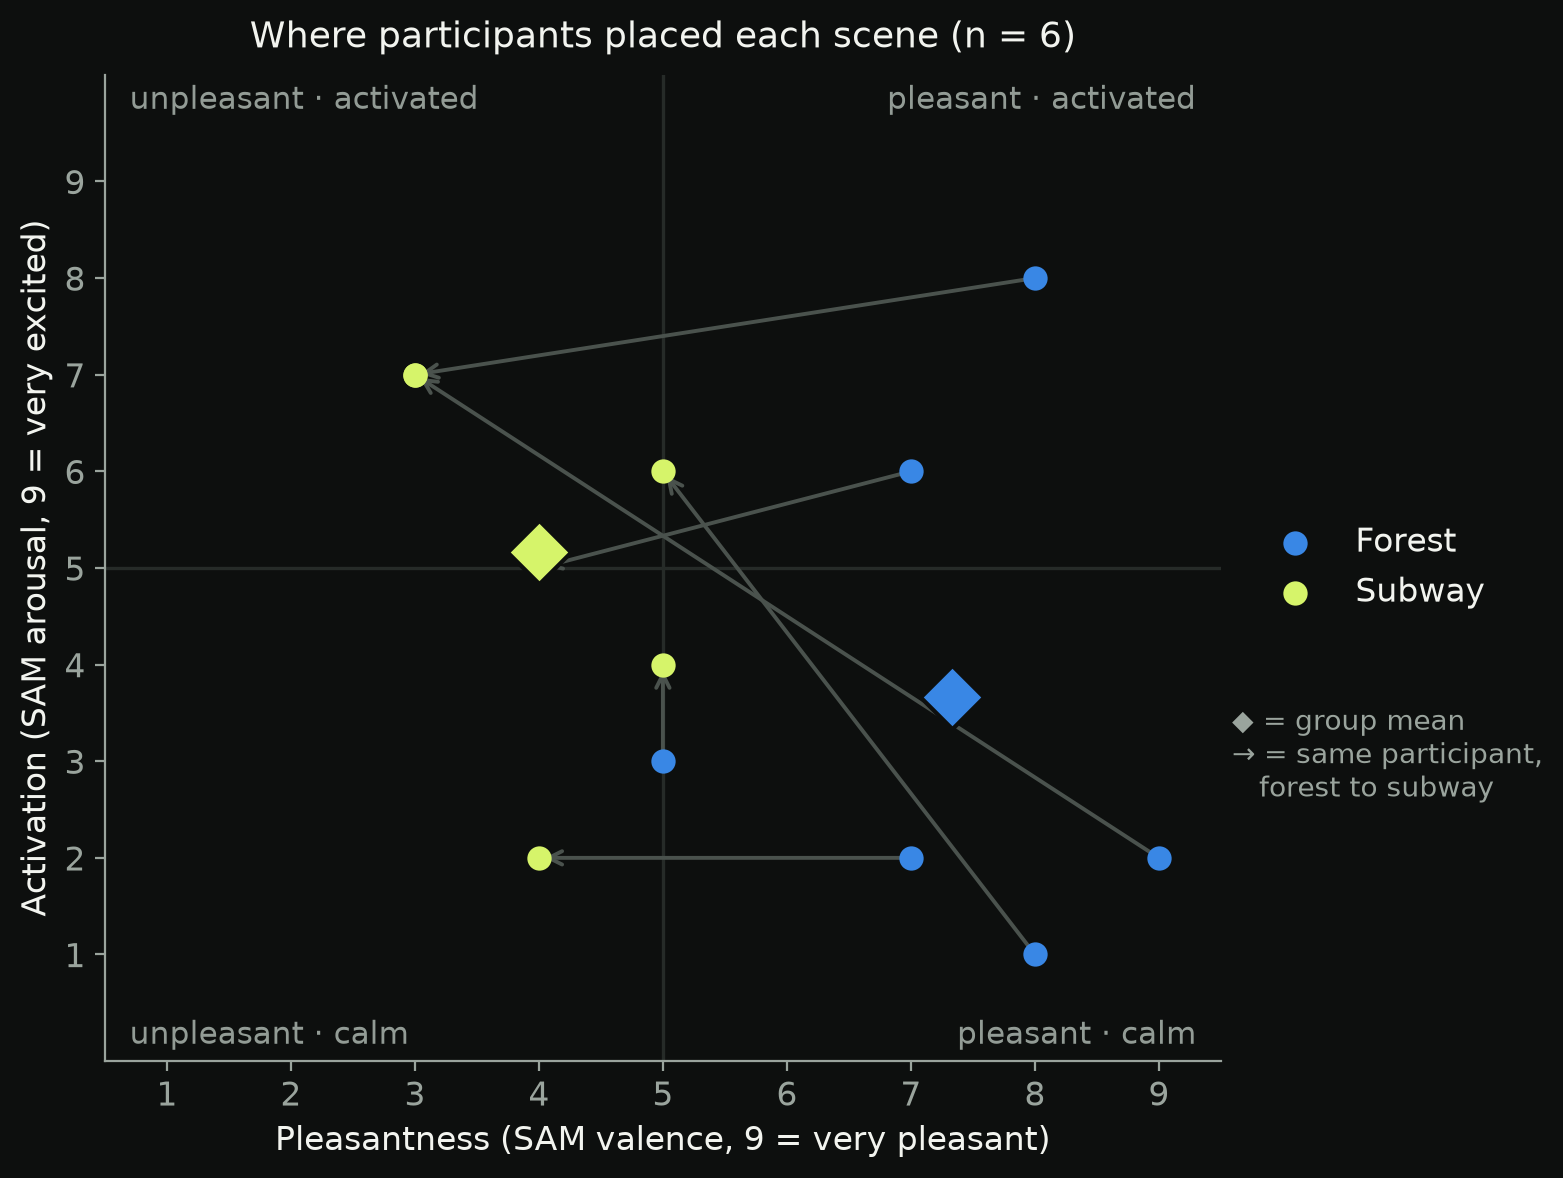 Where participants placed each scene (n = 6)
unpleasant · activated
pleasant · activated
9
8
7
6
5
4
3
2
1
Activation (SAM arousal, 9 = very excited)
Forest
Subway
◆ = group mean
→ = same participant,
forest to subway
unpleasant · calm
pleasant · calm
1 2 3 4 5 6 7 8 9
Pleasantness (SAM valence, 9 = very pleasant)